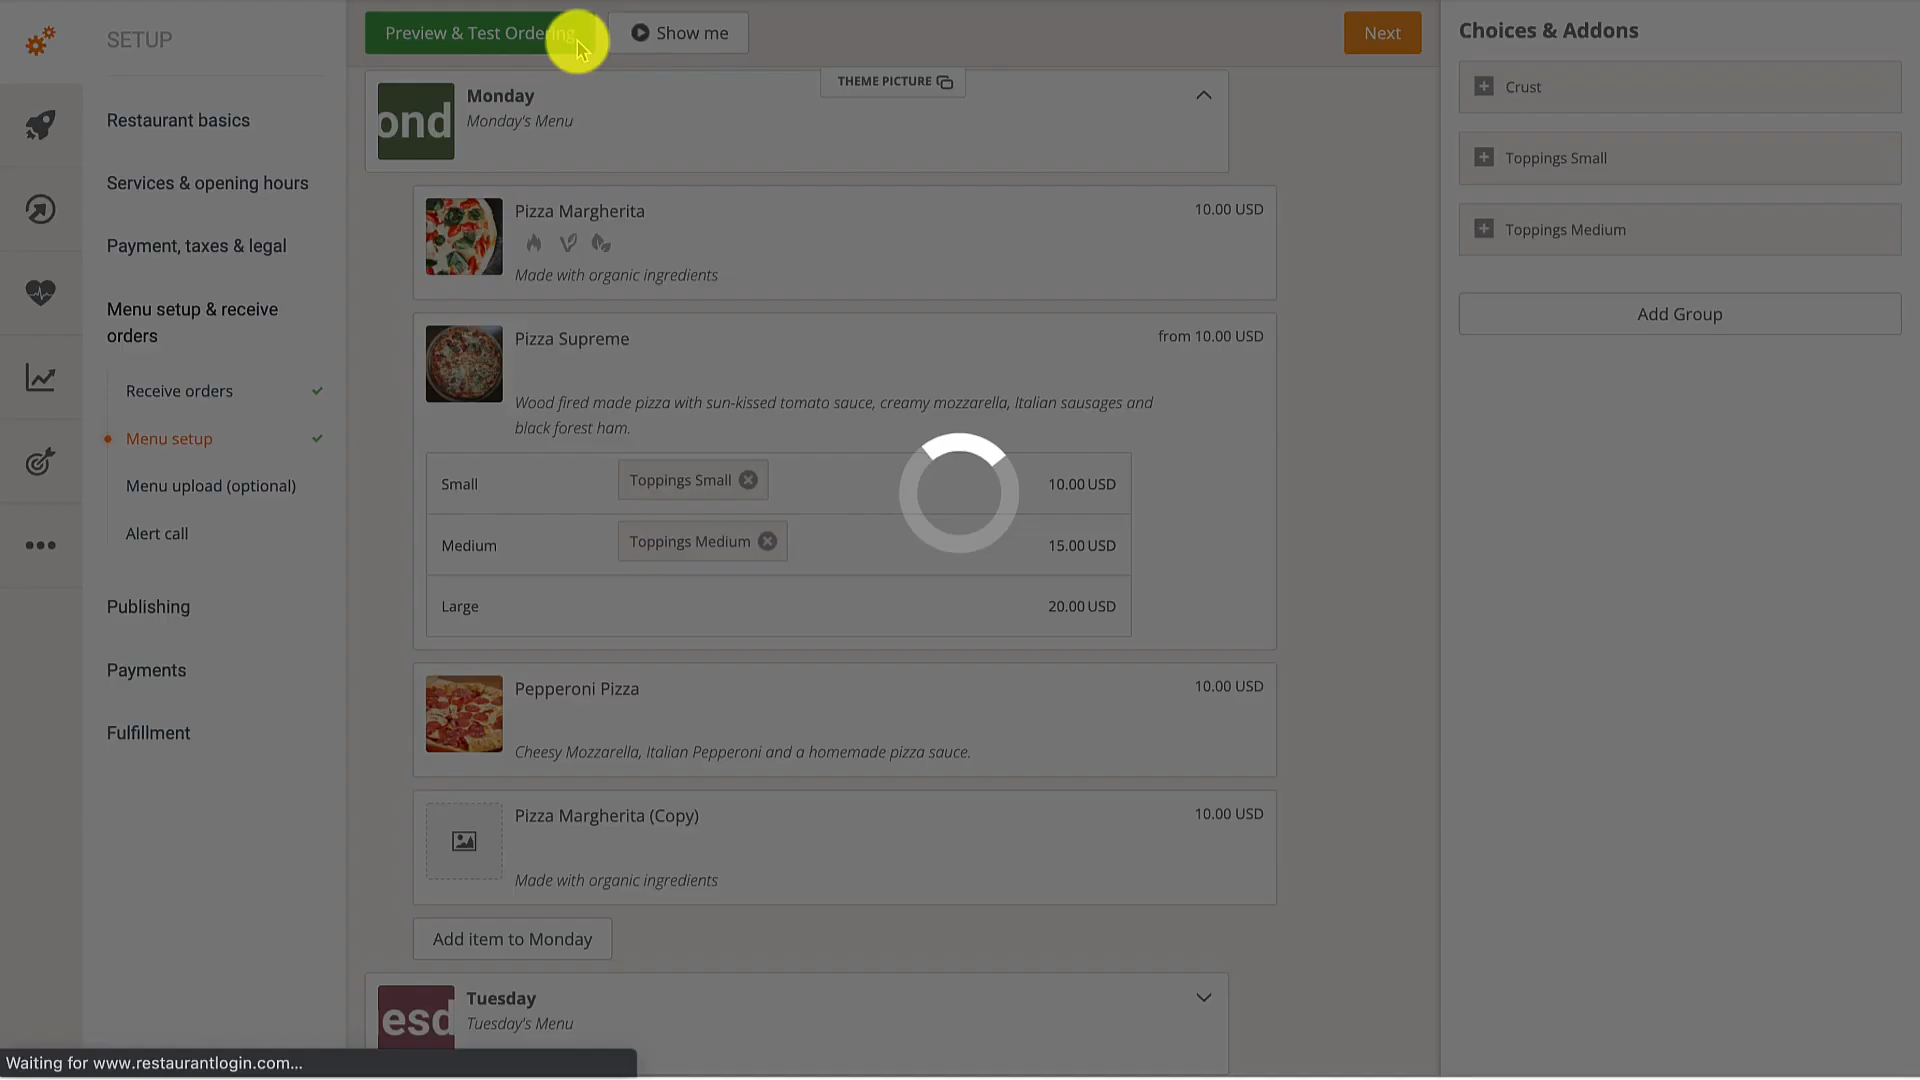 SETUP
Restaurant basics
Services & opening hours
Payment, taxes & legal
Menu setup & receive
orders
Receive orders
Menu setup
Menu upload (optional)
Alert call
Publishing
Payments
Fulfillment
Preview & Test Ordering
Show me
Next
THEME PICTURE
ond
Monday
Monday's Menu
Pizza Margherita
10.00 USD
Made with organic ingredients
Pizza Supreme
from 10.00 USD
Wood fired made pizza with sun-kissed tomato sauce, creamy mozzarella, Italian sausages and
black forest ham.
Small
Toppings Small
10.00 USD
Medium
Toppings Medium
15.00 USD
Large
20.00 USD
Pepperoni Pizza
10.00 USD
Cheesy Mozzarella, Italian Pepperoni and a homemade pizza sauce.
Pizza Margherita (Copy)
10.00 USD
Made with organic ingredients
Add item to Monday
esd
Tuesday
Tuesday's Menu
Choices & Addons
Crust
Toppings Small
Toppings Medium
Add Group
Waiting for www.restaurantlogin.com...